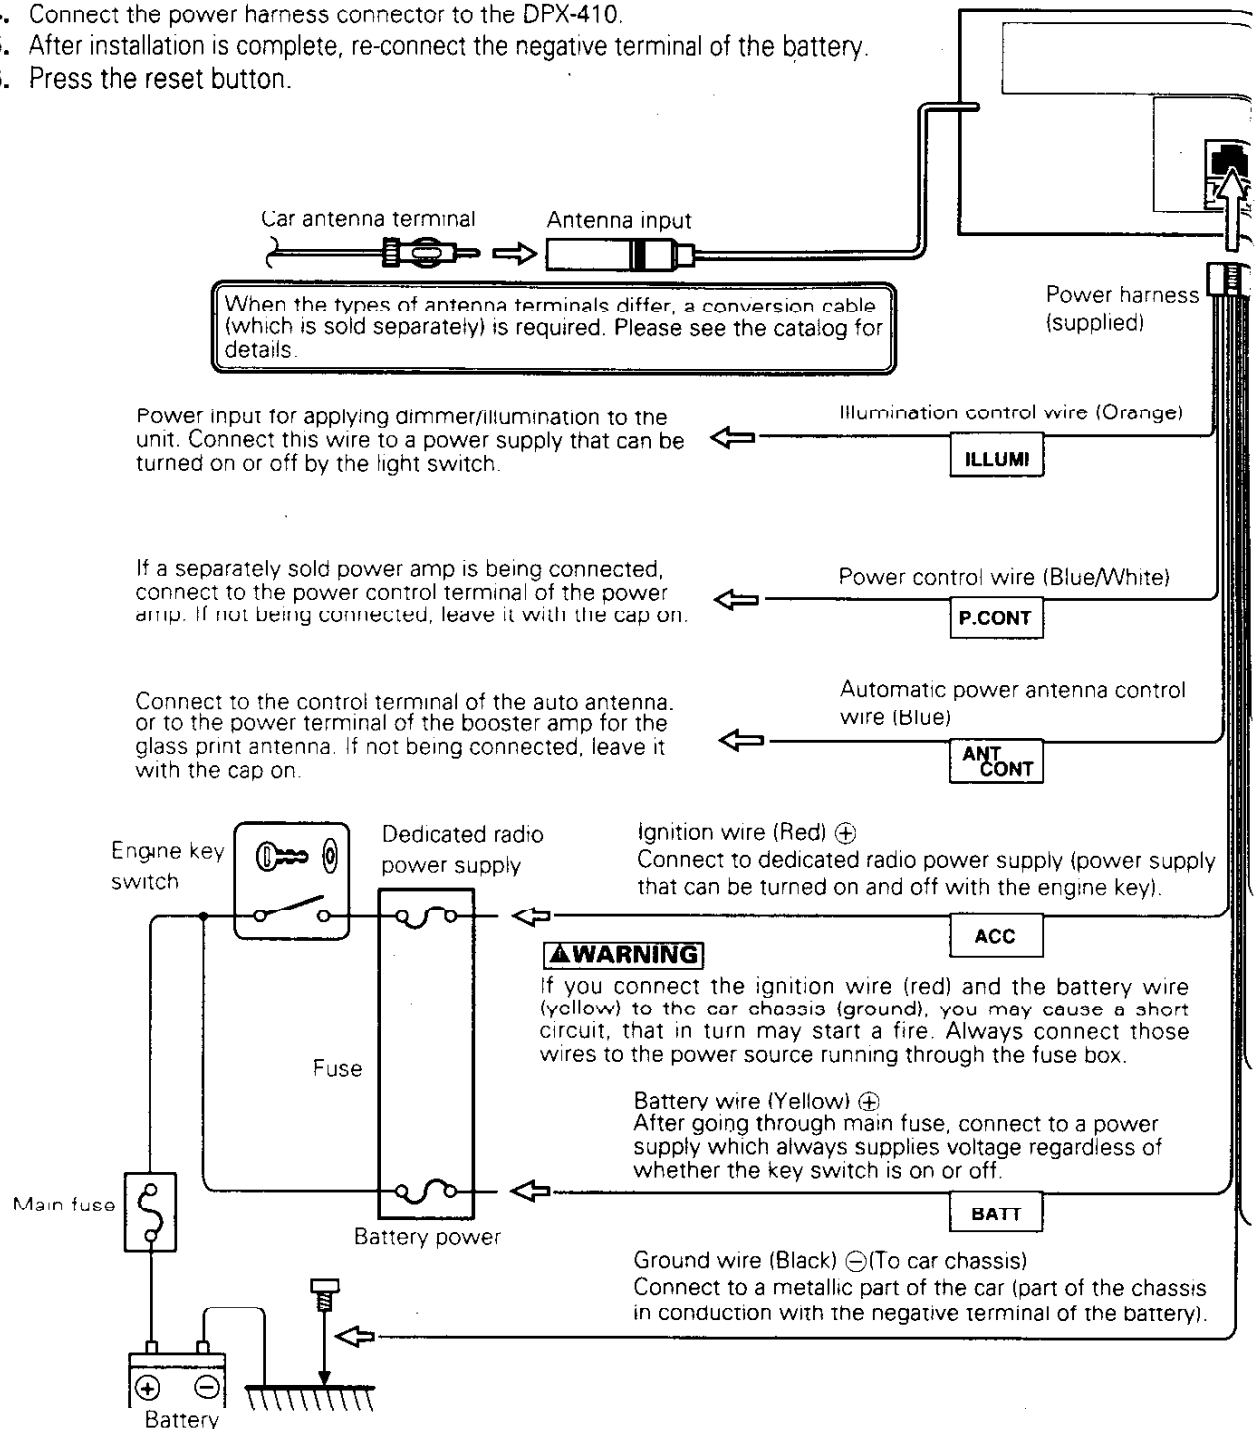 . Connect the power harness connector to the DPX-410.
. After installation is complete, re-connect the negative terminal of the battery.
. Press the reset button.
Car antenna terminal
Antenna input
When the types of antenna terminals differ, a conversion cable
(which is sold separately) is required. Please see the catalog for
details.
Power harness
(supplied)
Power input for applying dimmer/illumination to the
unit. Connect this wire to a power supply that can be
turned on or off by the light switch.
Illumination control wire (Orange)
ILLUMI
If a separately sold power amp is being connected,
connect to the power control terminal of the power
amp. If not being connected, leave it with the cap on.
Power control wire (Blue/White)
P.CONT
Connect to the control terminal of the auto antenna.
or to the power terminal of the booster amp for the
glass print antenna. If not being connected, leave it
with the cap on.
Automatic power antenna control
wire (Blue)
ANT
CONT
Engine key
switch
Dedicated radio
power supply
Ignition wire (Red) ⊕
Connect to dedicated radio power supply (power supply
that can be turned on and off with the engine key).
ACC
WARNING
If you connect the ignition wire (red) and the battery wire
(yellow) to the car chassis (ground), you may cause a short
circuit, that in turn may start a fire. Always connect those
wires to the power source running through the fuse box.
Fuse
Battery wire (Yellow) ⊕
After going through main fuse, connect to a power
supply which always supplies voltage regardless of
whether the key switch is on or off.
BATT
Main fuse
Battery power
Ground wire (Black) ⊖(To car chassis)
Connect to a metallic part of the car (part of the chassis
in conduction with the negative terminal of the battery).
⊕ ⊖
Battery